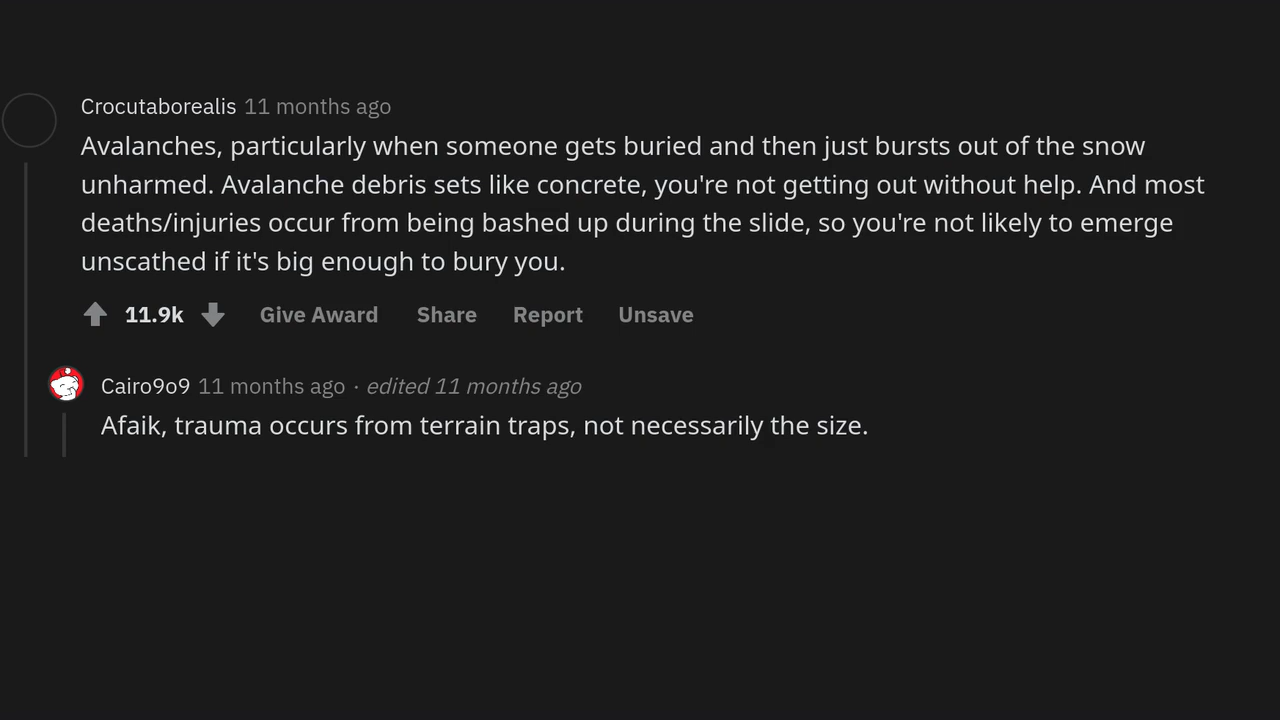 Crocutaborealis 11 months ago
Avalanches, particularly when someone gets buried and then just bursts out of the snow
unharmed. Avalanche debris sets like concrete, you're not getting out without help. And most
deaths/injuries occur from being bashed up during the slide, so you're not likely to emerge
unscathed if it's big enough to bury you.
11.9k Give Award Share Report Unsave
Cairo9o9 11 months ago · edited 11 months ago
Afaik, trauma occurs from terrain traps, not necessarily the size.